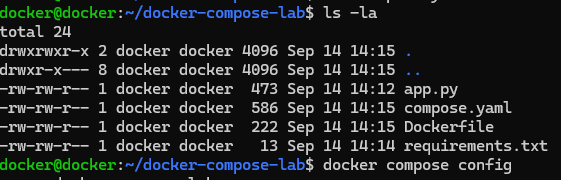 docker@docker:~/docker-compose-lab$ ls -la
total 24
drwxrwxr-x 2 docker docker 4096 Sep 14 14:15 .
drwxr-x--- 8 docker docker 4096 Sep 14 14:15 ..
-rw-rw-r-- 1 docker docker  473 Sep 14 14:12 app.py
-rw-rw-r-- 1 docker docker  586 Sep 14 14:15 compose.yaml
-rw-rw-r-- 1 docker docker  222 Sep 14 14:15 Dockerfile
-rw-rw-r-- 1 docker docker   13 Sep 14 14:14 requirements.txt
docker@docker:~/docker-compose-lab$ docker compose config